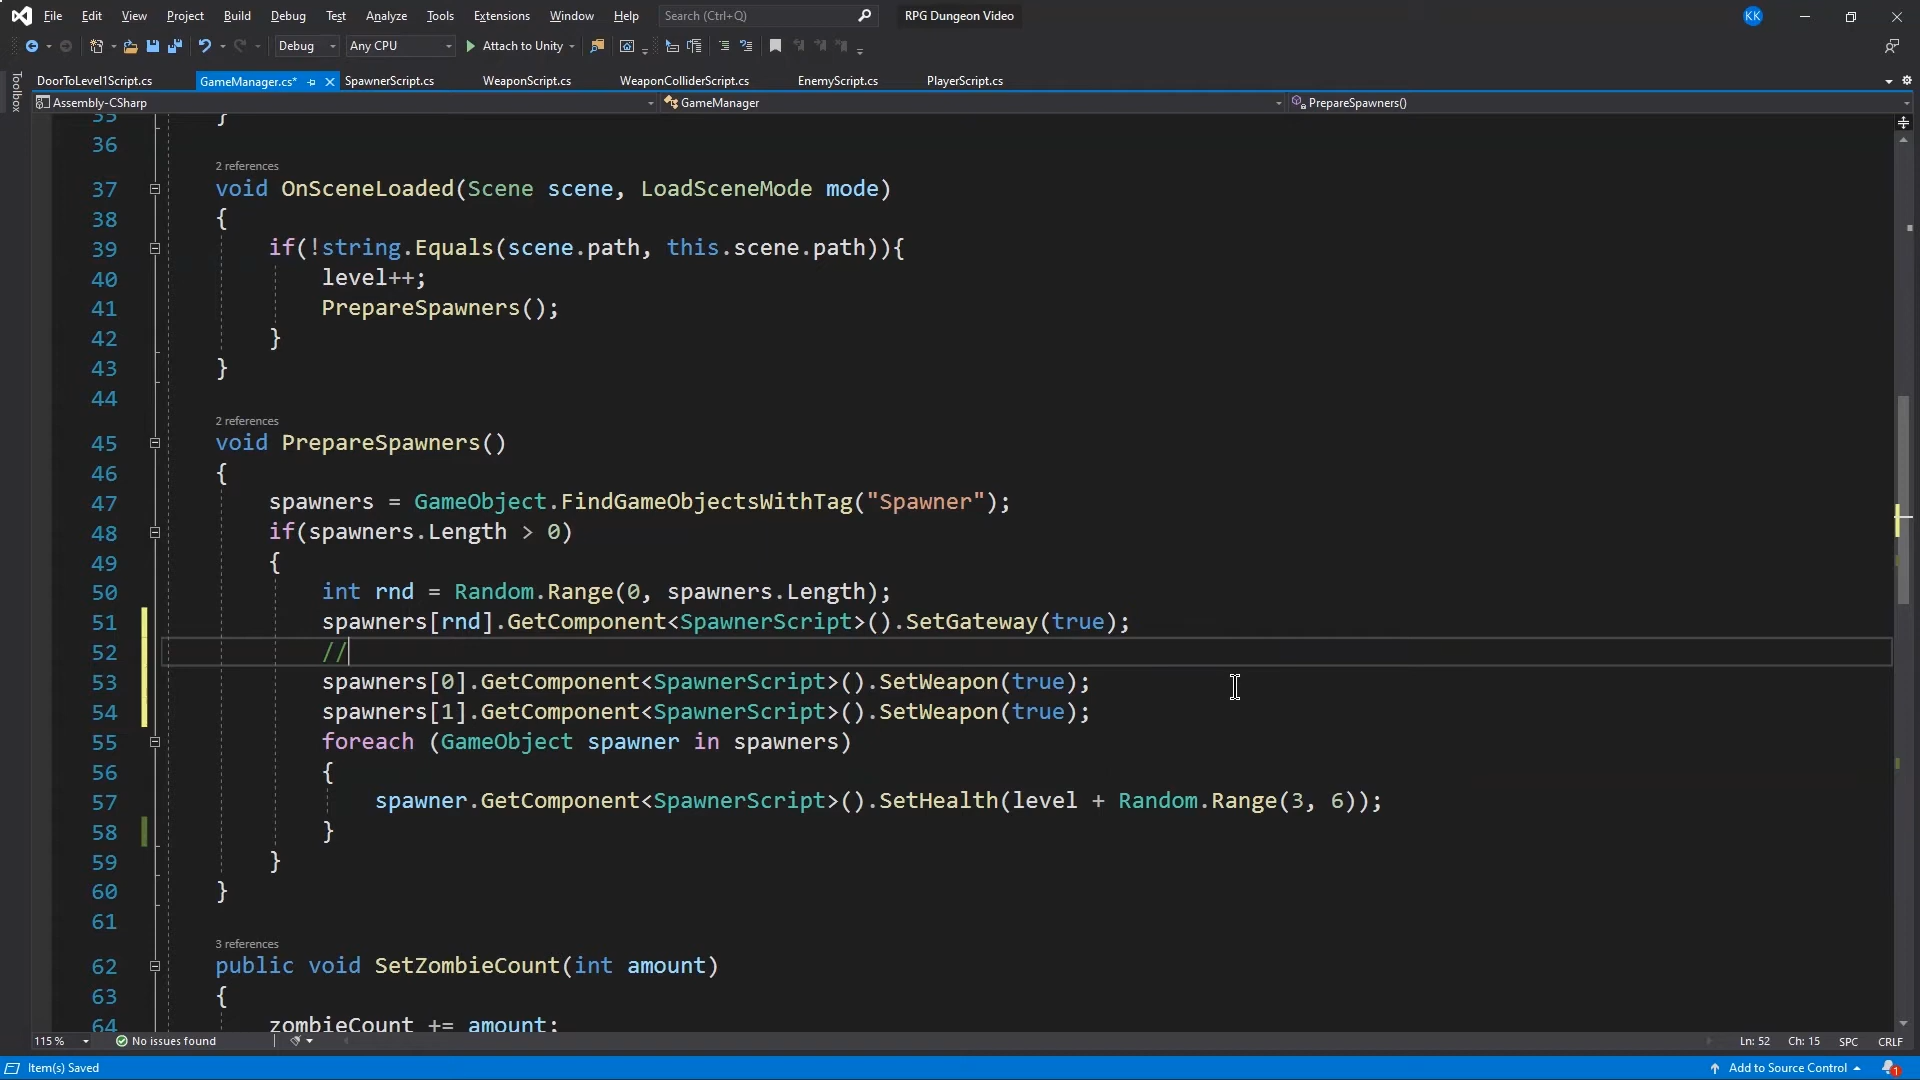 File Edit View Project Build Debug Test Analyze Tools Extensions Window Help Search (Ctrl+Q) RPG Dungeon Video KK
Debug Any CPU Attach to Unity
Toolbox
DoorToLevel1Script.cs GameManager.cs* SpawnerScript.cs WeaponScript.cs WeaponColliderScript.cs EnemyScript.cs PlayerScript.cs
Assembly-CSharp GameManager PrepareSpawners()
35 }
36
2 references
37 void OnSceneLoaded(Scene scene, LoadSceneMode mode)
38 {
39 if(!string.Equals(scene.path, this.scene.path)){
40 level++;
41 PrepareSpawners();
42 }
43 }
44
2 references
45 void PrepareSpawners()
46 {
47 spawners = GameObject.FindGameObjectsWithTag("Spawner");
48 if(spawners.Length > 0)
49 {
50 int rnd = Random.Range(0, spawners.Length);
51 spawners[rnd].GetComponent<SpawnerScript>().SetGateway(true);
52 //
53 spawners[0].GetComponent<SpawnerScript>().SetWeapon(true);
54 spawners[1].GetComponent<SpawnerScript>().SetWeapon(true);
55 foreach (GameObject spawner in spawners)
56 {
57 spawner.GetComponent<SpawnerScript>().SetHealth(level + Random.Range(3, 6));
58 }
59 }
60 }
61
3 references
62 public void SetZombieCount(int amount)
63 {
64 zombieCount += amount;
115 % No issues found Ln: 52 Ch: 15 SPC CRLF
Item(s) Saved Add to Source Control 1